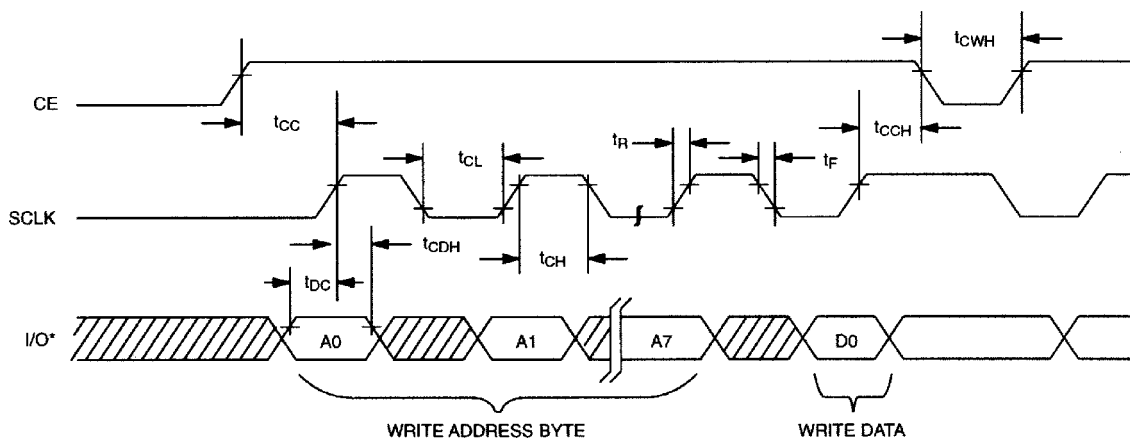 tCWH
CE
tCC
tCCH
tR
tCL
tF
SCLK
tCDH
tCH
tDC
I/O*
A0
A1
A7
D0
WRITE ADDRESS BYTE
WRITE DATA